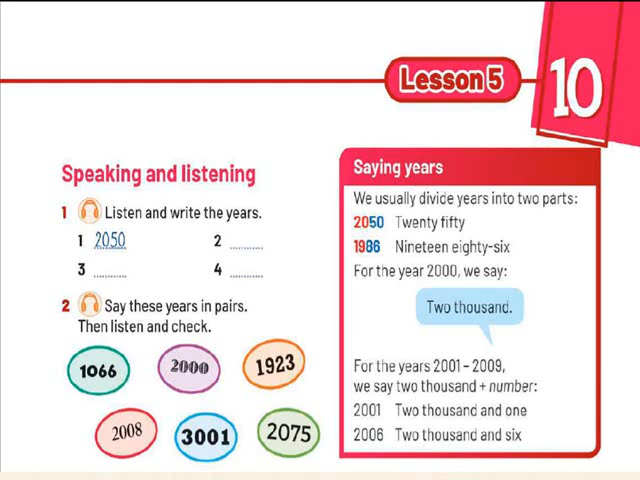 Lesson 5
10
Speaking and listening
1 Listen and write the years.
1 2050 2 ............
3 ............ 4 ............
2 Say these years in pairs.
Then listen and check.
1066 2000 1923
2008 3001 2075
Saying years
We usually divide years into two parts:
2050 Twenty fifty
1986 Nineteen eighty-six
For the year 2000, we say:
Two thousand.
For the years 2001 – 2009,
we say two thousand + number:
2001 Two thousand and one
2006 Two thousand and six